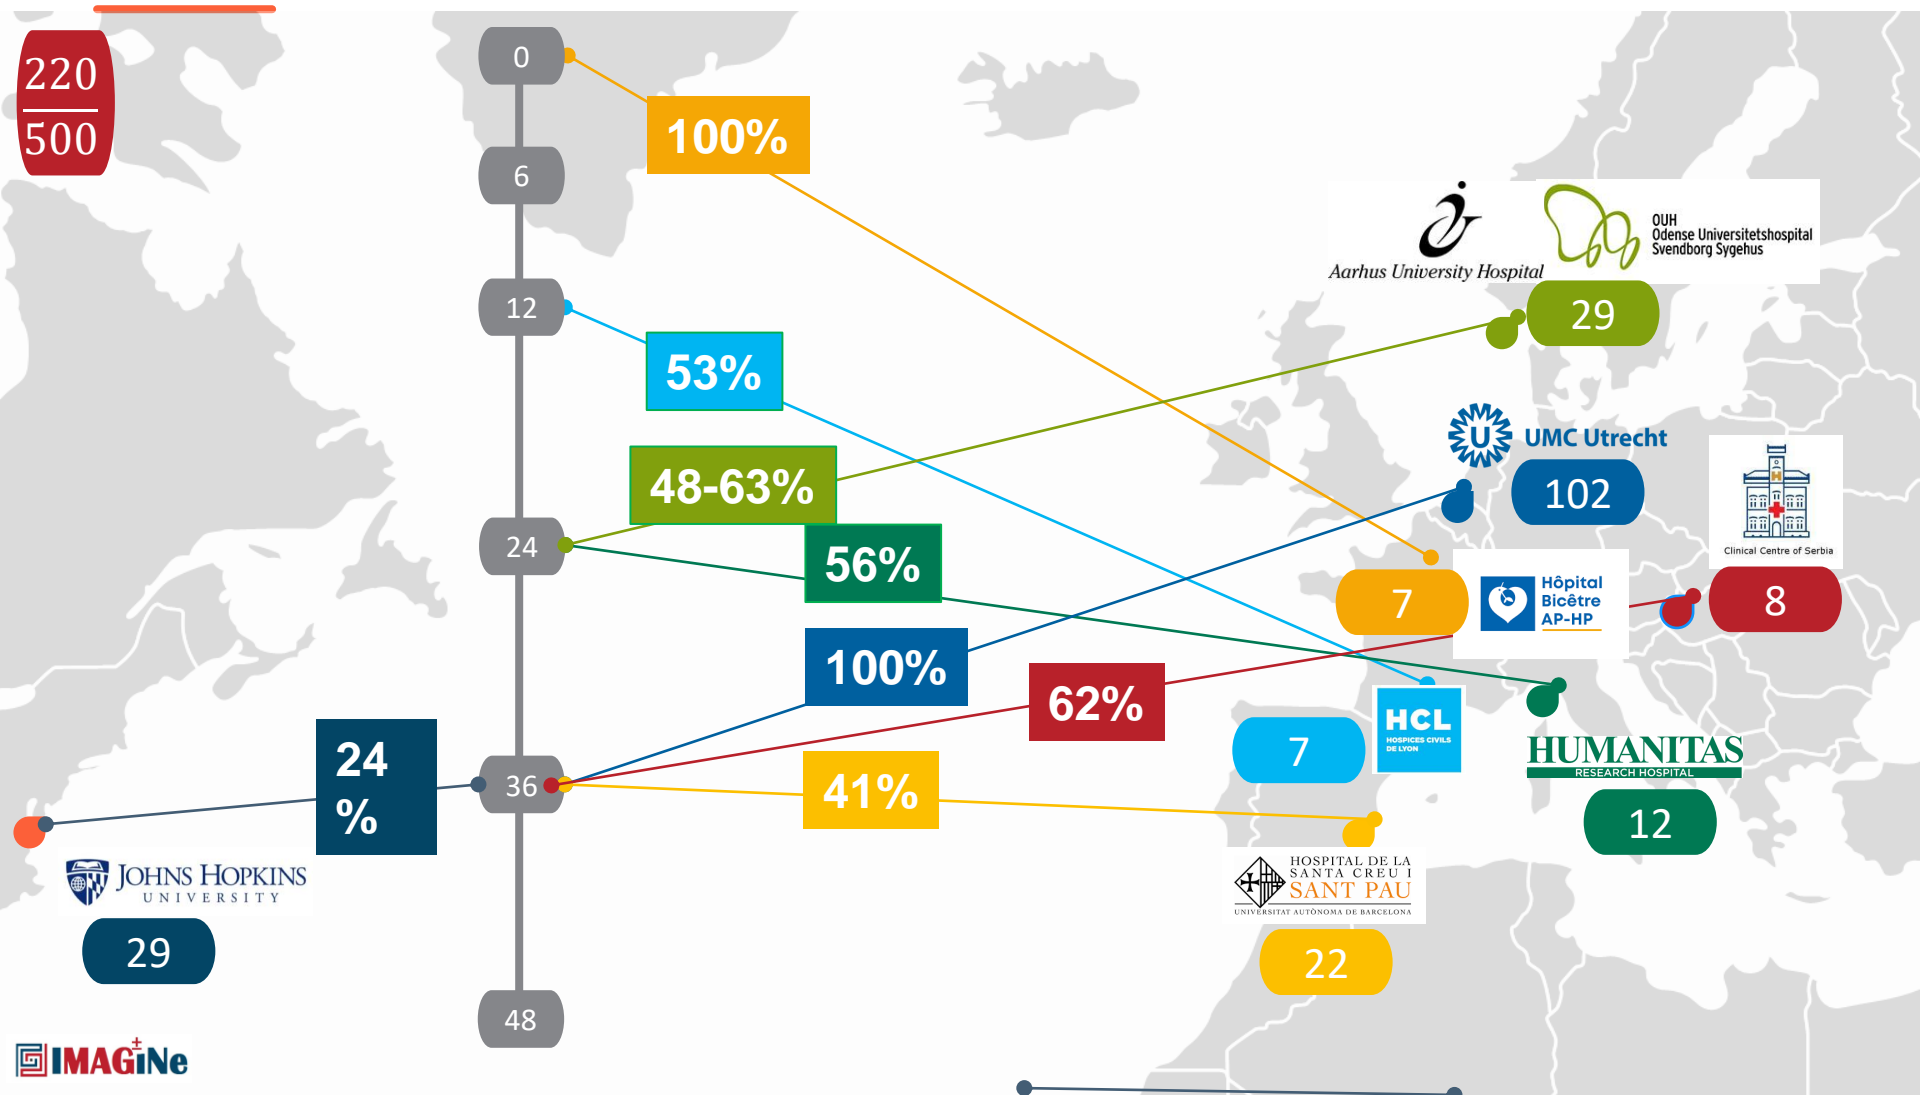 220
500
0
6
12
24
36
48
100%
53%
48-63%
56%
100%
62%
41%
24
%
Aarhus University Hospital
OUH
Odense Universitetshospital
Svendborg Sygehus
29
U
UMC Utrecht
102
H
Clinical Centre of Serbia
8
7
Hôpital
Bicêtre
AP-HP
7
HCL
HOSPICES CIVILS
DE LYON
HUMANITAS
RESEARCH HOSPITAL
12
HOSPITAL DE LA
SANTA CREU I
SANT PAU
UNIVERSITAT AUTÒNOMA DE BARCELONA
22
JOHNS HOPKINS
UNIVERSITY
29
IMAGiNe